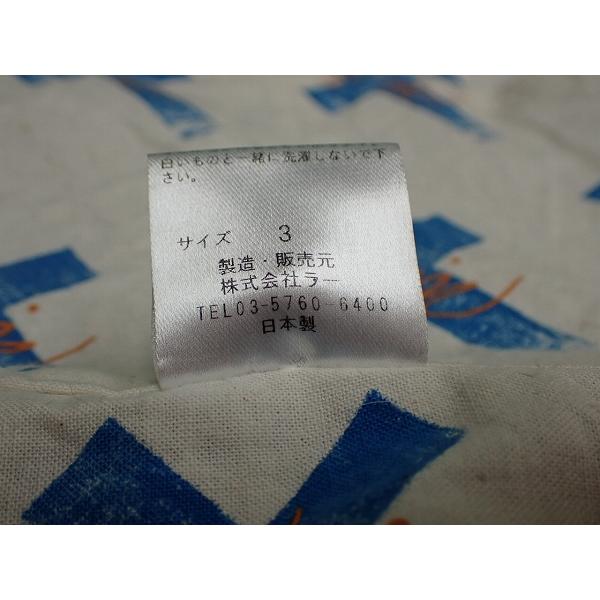 白いものと一緒に洗濯しないで下
さい。
サイズ 3
製造・販売元
株式会社ラー
TEL03-5760-6400
日本製